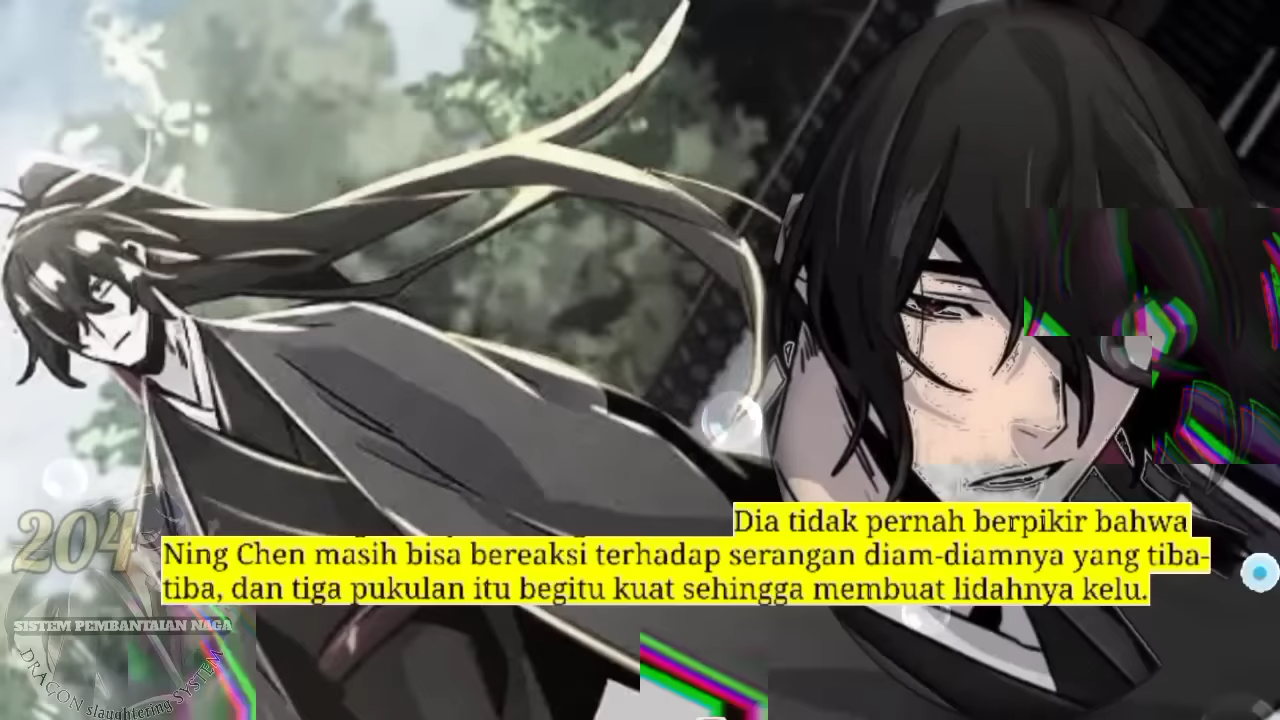 Dia tidak pernah berpikir bahwa
Ning Chen masih bisa bereaksi terhadap serangan diam-diamnya yang tiba-
tiba, dan tiga pukulan itu begitu kuat sehingga membuat lidahnya kelu.
204
SISTEM PEMBANTAIAN NAGA
DRAGON slaughtering SYSTEM